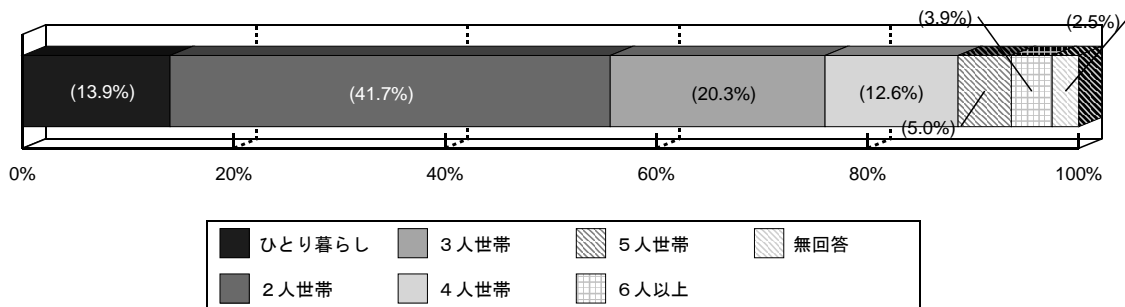 (3.9%)
(2.5%)
(13.9%)
(41.7%)
(20.3%)
(12.6%)
(5.0%)
0%
20%
40%
60%
80%
100%
ひとり暮らし
３人世帯
５人世帯
無回答
２人世帯
４人世帯
６人以上